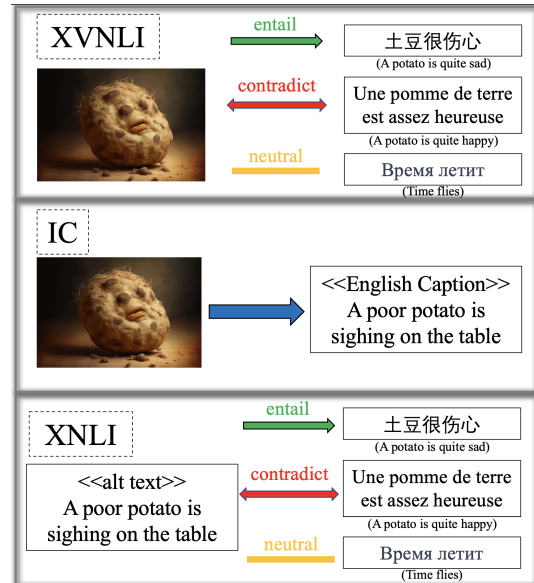 XVNLI
entail
土豆很伤心
(A potato is quite sad)
contradict
Une pomme de terre
est assez heureuse
(A potato is quite happy)
neutral
Время летит
(Time flies)
IC
<<English Caption>>
A poor potato is
sighing on the table
XNLI
entail
土豆很伤心
(A potato is quite sad)
<<alt text>>
A poor potato is
sighing on the table
contradict
Une pomme de terre
est assez heureuse
(A potato is quite happy)
neutral
Время летит
(Time flies)